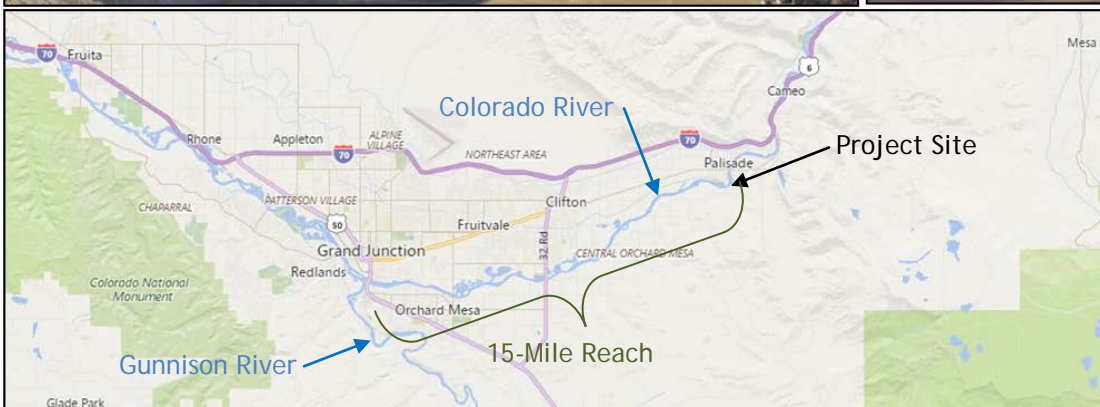 Fruita
70
Mesa
6
Cameo
Colorado River
Rhone
Appleton
ALPINE
VILLAGE
70
NORTHEAST AREA
70
Palisade
Project Site
CHAPARRAL
PATTERSON VILLAGE
Clifton
50
Fruitvale
32 Rd
Grand Junction
CENTRAL ORCHARD MESA
Redlands
Colorado National
Monument
Orchard Mesa
15-Mile Reach
Gunnison River
Glade Park